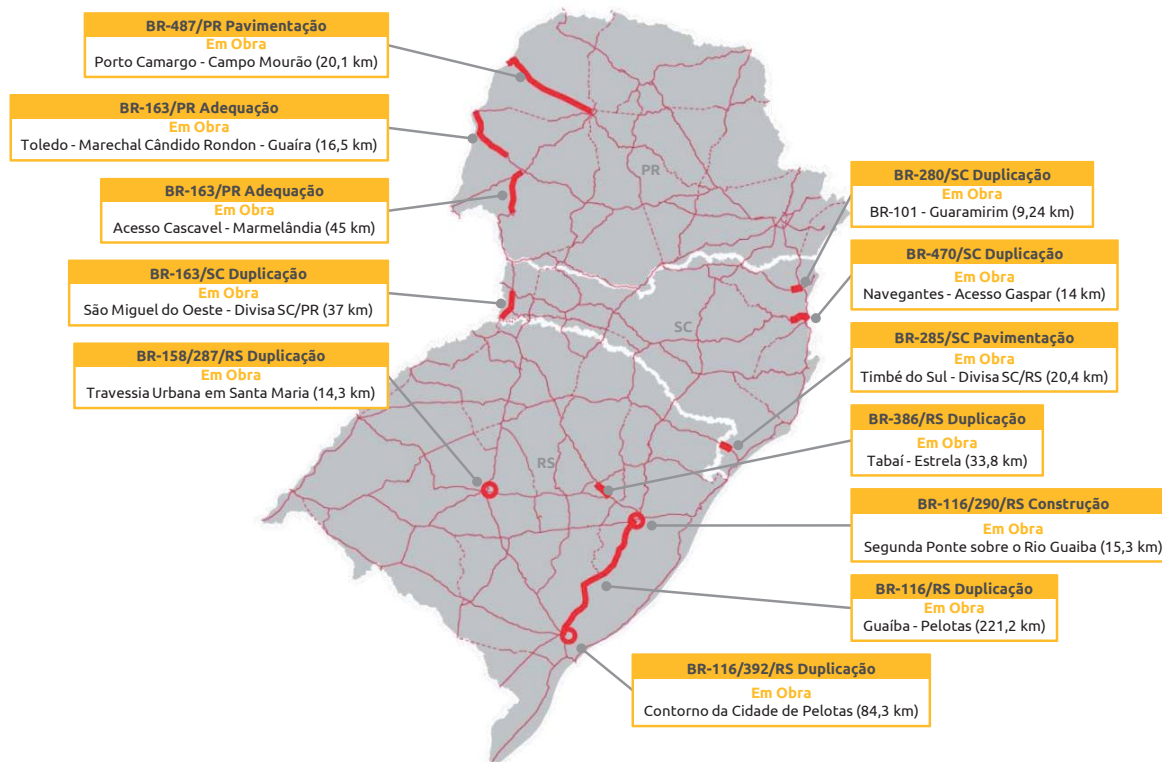 BR-487/PR Pavimentação
Em Obra
Porto Camargo - Campo Mourão (20,1 km)
BR-163/PR Adequação
Em Obra
Toledo - Marechal Cândido Rondon - Guaíra (16,5 km)
BR-163/PR Adequação
Em Obra
Acesso Cascavel - Marmelândia (45 km)
BR-163/SC Duplicação
Em Obra
São Miguel do Oeste - Divisa SC/PR (37 km)
BR-158/287/RS Duplicação
Em Obra
Travessia Urbana em Santa Maria (14,3 km)
PR
SC
RS
BR-280/SC Duplicação
Em Obra
BR-101 - Guaramirim (9,24 km)
BR-470/SC Duplicação
Em Obra
Navegantes - Acesso Gaspar (14 km)
BR-285/SC Pavimentação
Em Obra
Timbé do Sul - Divisa SC/RS (20,4 km)
BR-386/RS Duplicação
Em Obra
Tabaí - Estrela (33,8 km)
BR-116/290/RS Construção
Em Obra
Segunda Ponte sobre o Rio Guaiba (15,3 km)
BR-116/RS Duplicação
Em Obra
Guaíba - Pelotas (221,2 km)
BR-116/392/RS Duplicação
Em Obra
Contorno da Cidade de Pelotas (84,3 km)